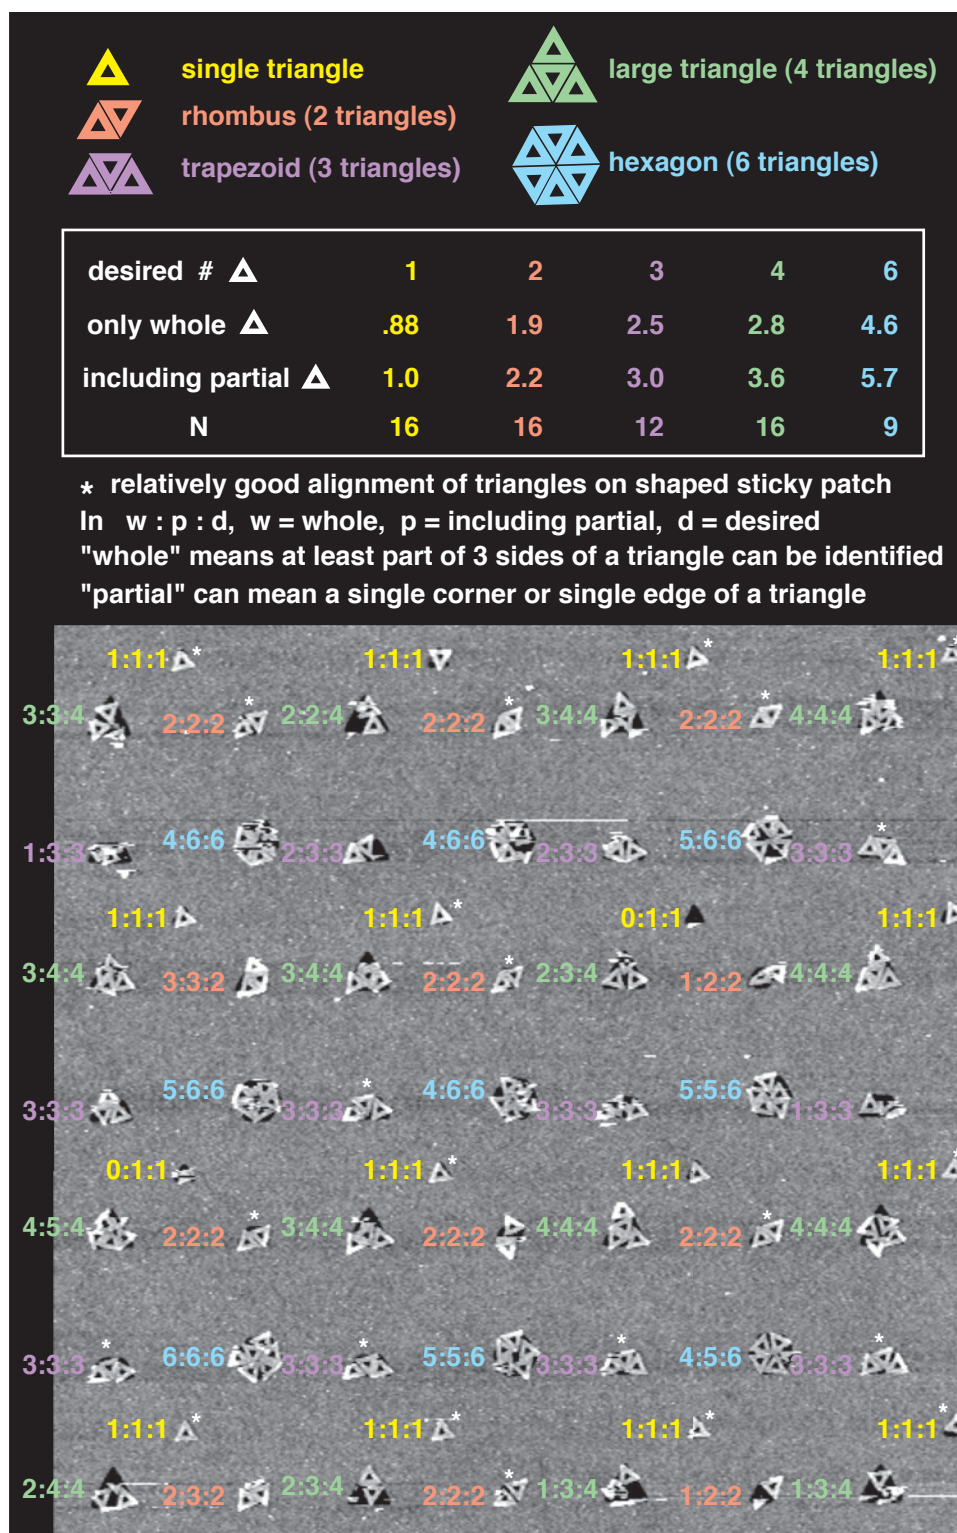 single triangle
large triangle (4 triangles)
rhombus (2 triangles)
trapezoid (3 triangles)
hexagon (6 triangles)
desired # 1 2 3 4 6
only whole .88 1.9 2.5 2.8 4.6
including partial 1.0 2.2 3.0 3.6 5.7
N 16 16 12 16 9
* relatively good alignment of triangles on shaped sticky patch
In w : p : d, w = whole, p = including partial, d = desired
"whole" means at least part of 3 sides of a triangle can be identified
"partial" can mean a single corner or single edge of a triangle
1:1:1 * 1:1:1 1:1:1 * 1:1:1 *
3:3:4 2:2:2 * 2:2:4 2:2:2 * 3:4:4 2:2:2 * 4:4:4
1:3:3 4:6:6 2:3:3 4:6:6 2:3:3 5:6:6 3:3:3 *
1:1:1 1:1:1 * 0:1:1 1:1:1
3:4:4 3:3:2 3:4:4 2:2:2 * 2:3:4 1:2:2 4:4:4
3:3:3 5:6:6 3:3:3 * 4:6:6 3:3:3 5:5:6 1:3:3
0:1:1 1:1:1 * 1:1:1 1:1:1 *
4:5:4 2:2:2 * 3:4:4 2:2:2 4:4:4 2:2:2 * 4:4:4
3:3:3 * 6:6:6 3:3:3 * 5:5:6 3:3:3 * 4:5:6 3:3:3 *
1:1:1 * 1:1:1 * 1:1:1 * 1:1:1 *
2:4:4 2:3:2 2:3:4 2:2:2 * 1:3:4 1:2:2 1:3:4